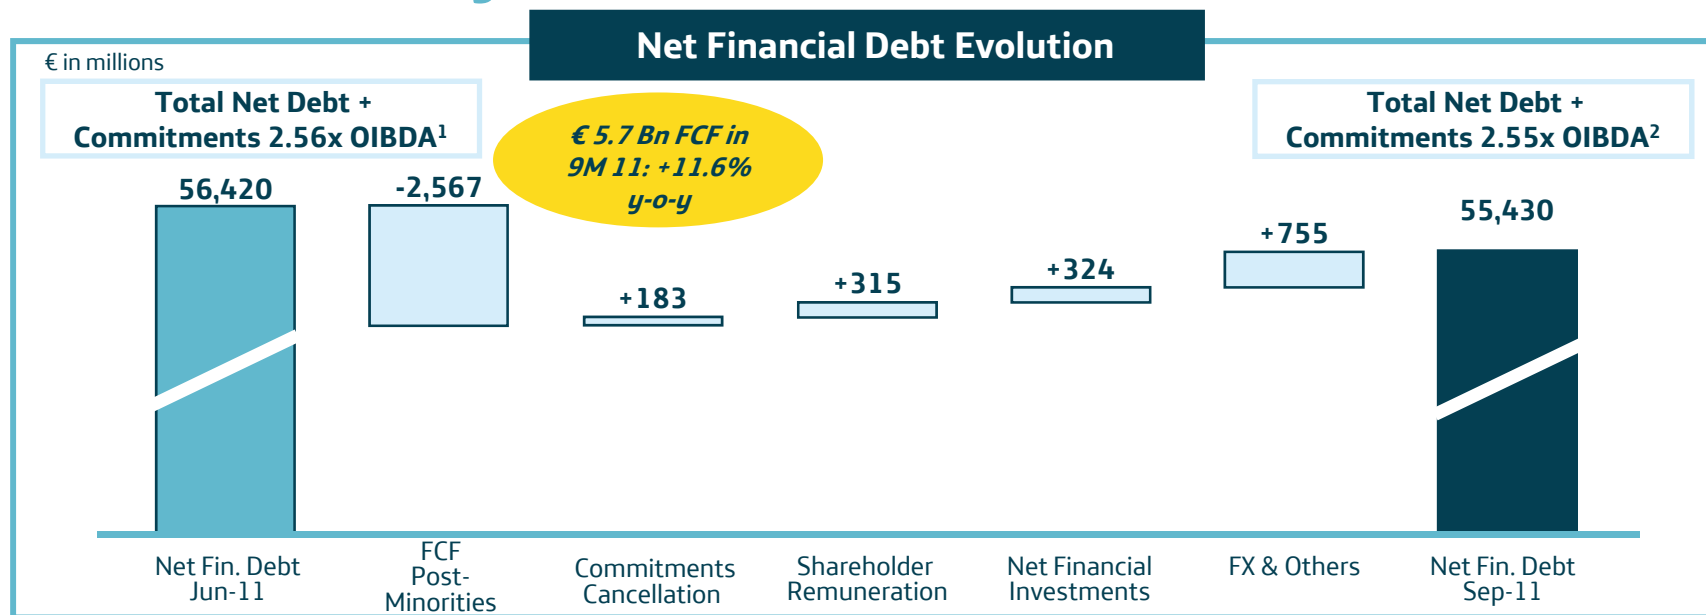 Net Financial Debt Evolution
€ in millions
Total Net Debt +
Commitments 2.56x OIBDA¹
€ 5.7 Bn FCF in
9M 11: +11.6%
y-o-y
Total Net Debt +
Commitments 2.55x OIBDA²
56,420
-2,567
+183
+315
+324
+755
55,430
Net Fin. Debt
Jun-11
FCF
Post-
Minorities
Commitments
Cancellation
Shareholder
Remuneration
Net Financial
Investments
FX & Others
Net Fin. Debt
Sep-11